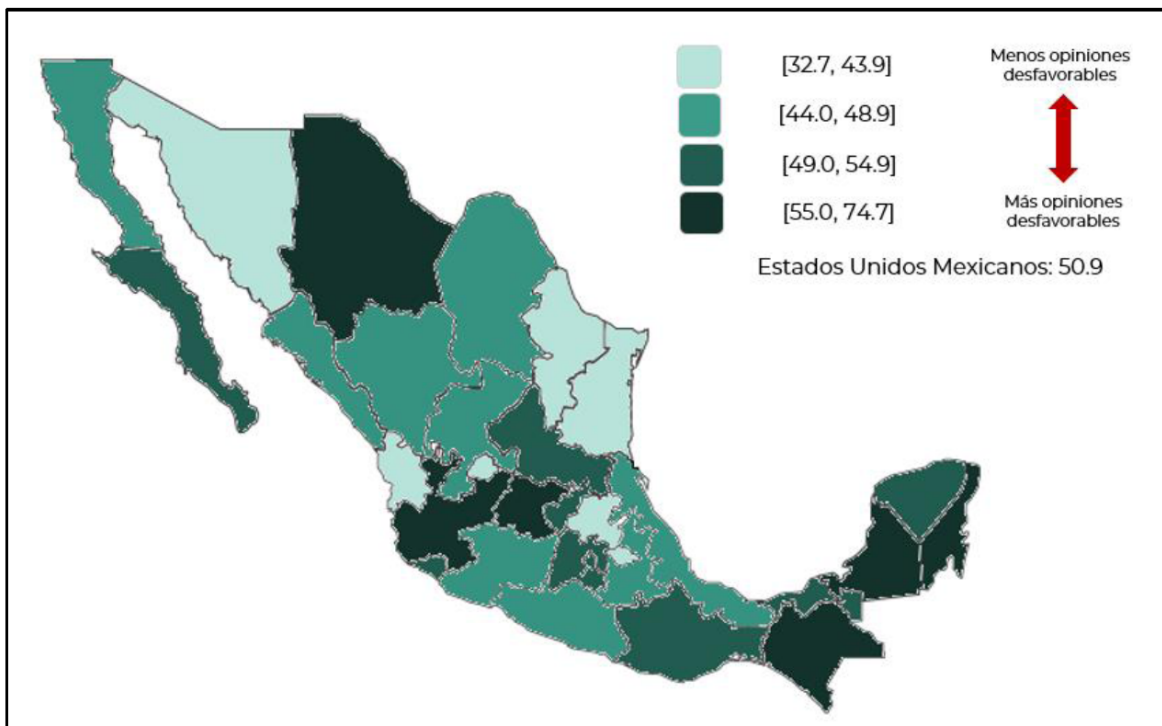 [32.7, 43.9]
[44.0, 48.9]
[49.0, 54.9]
[55.0, 74.7]
Menos opiniones
desfavorables
Más opiniones
desfavorables
Estados Unidos Mexicanos: 50.9